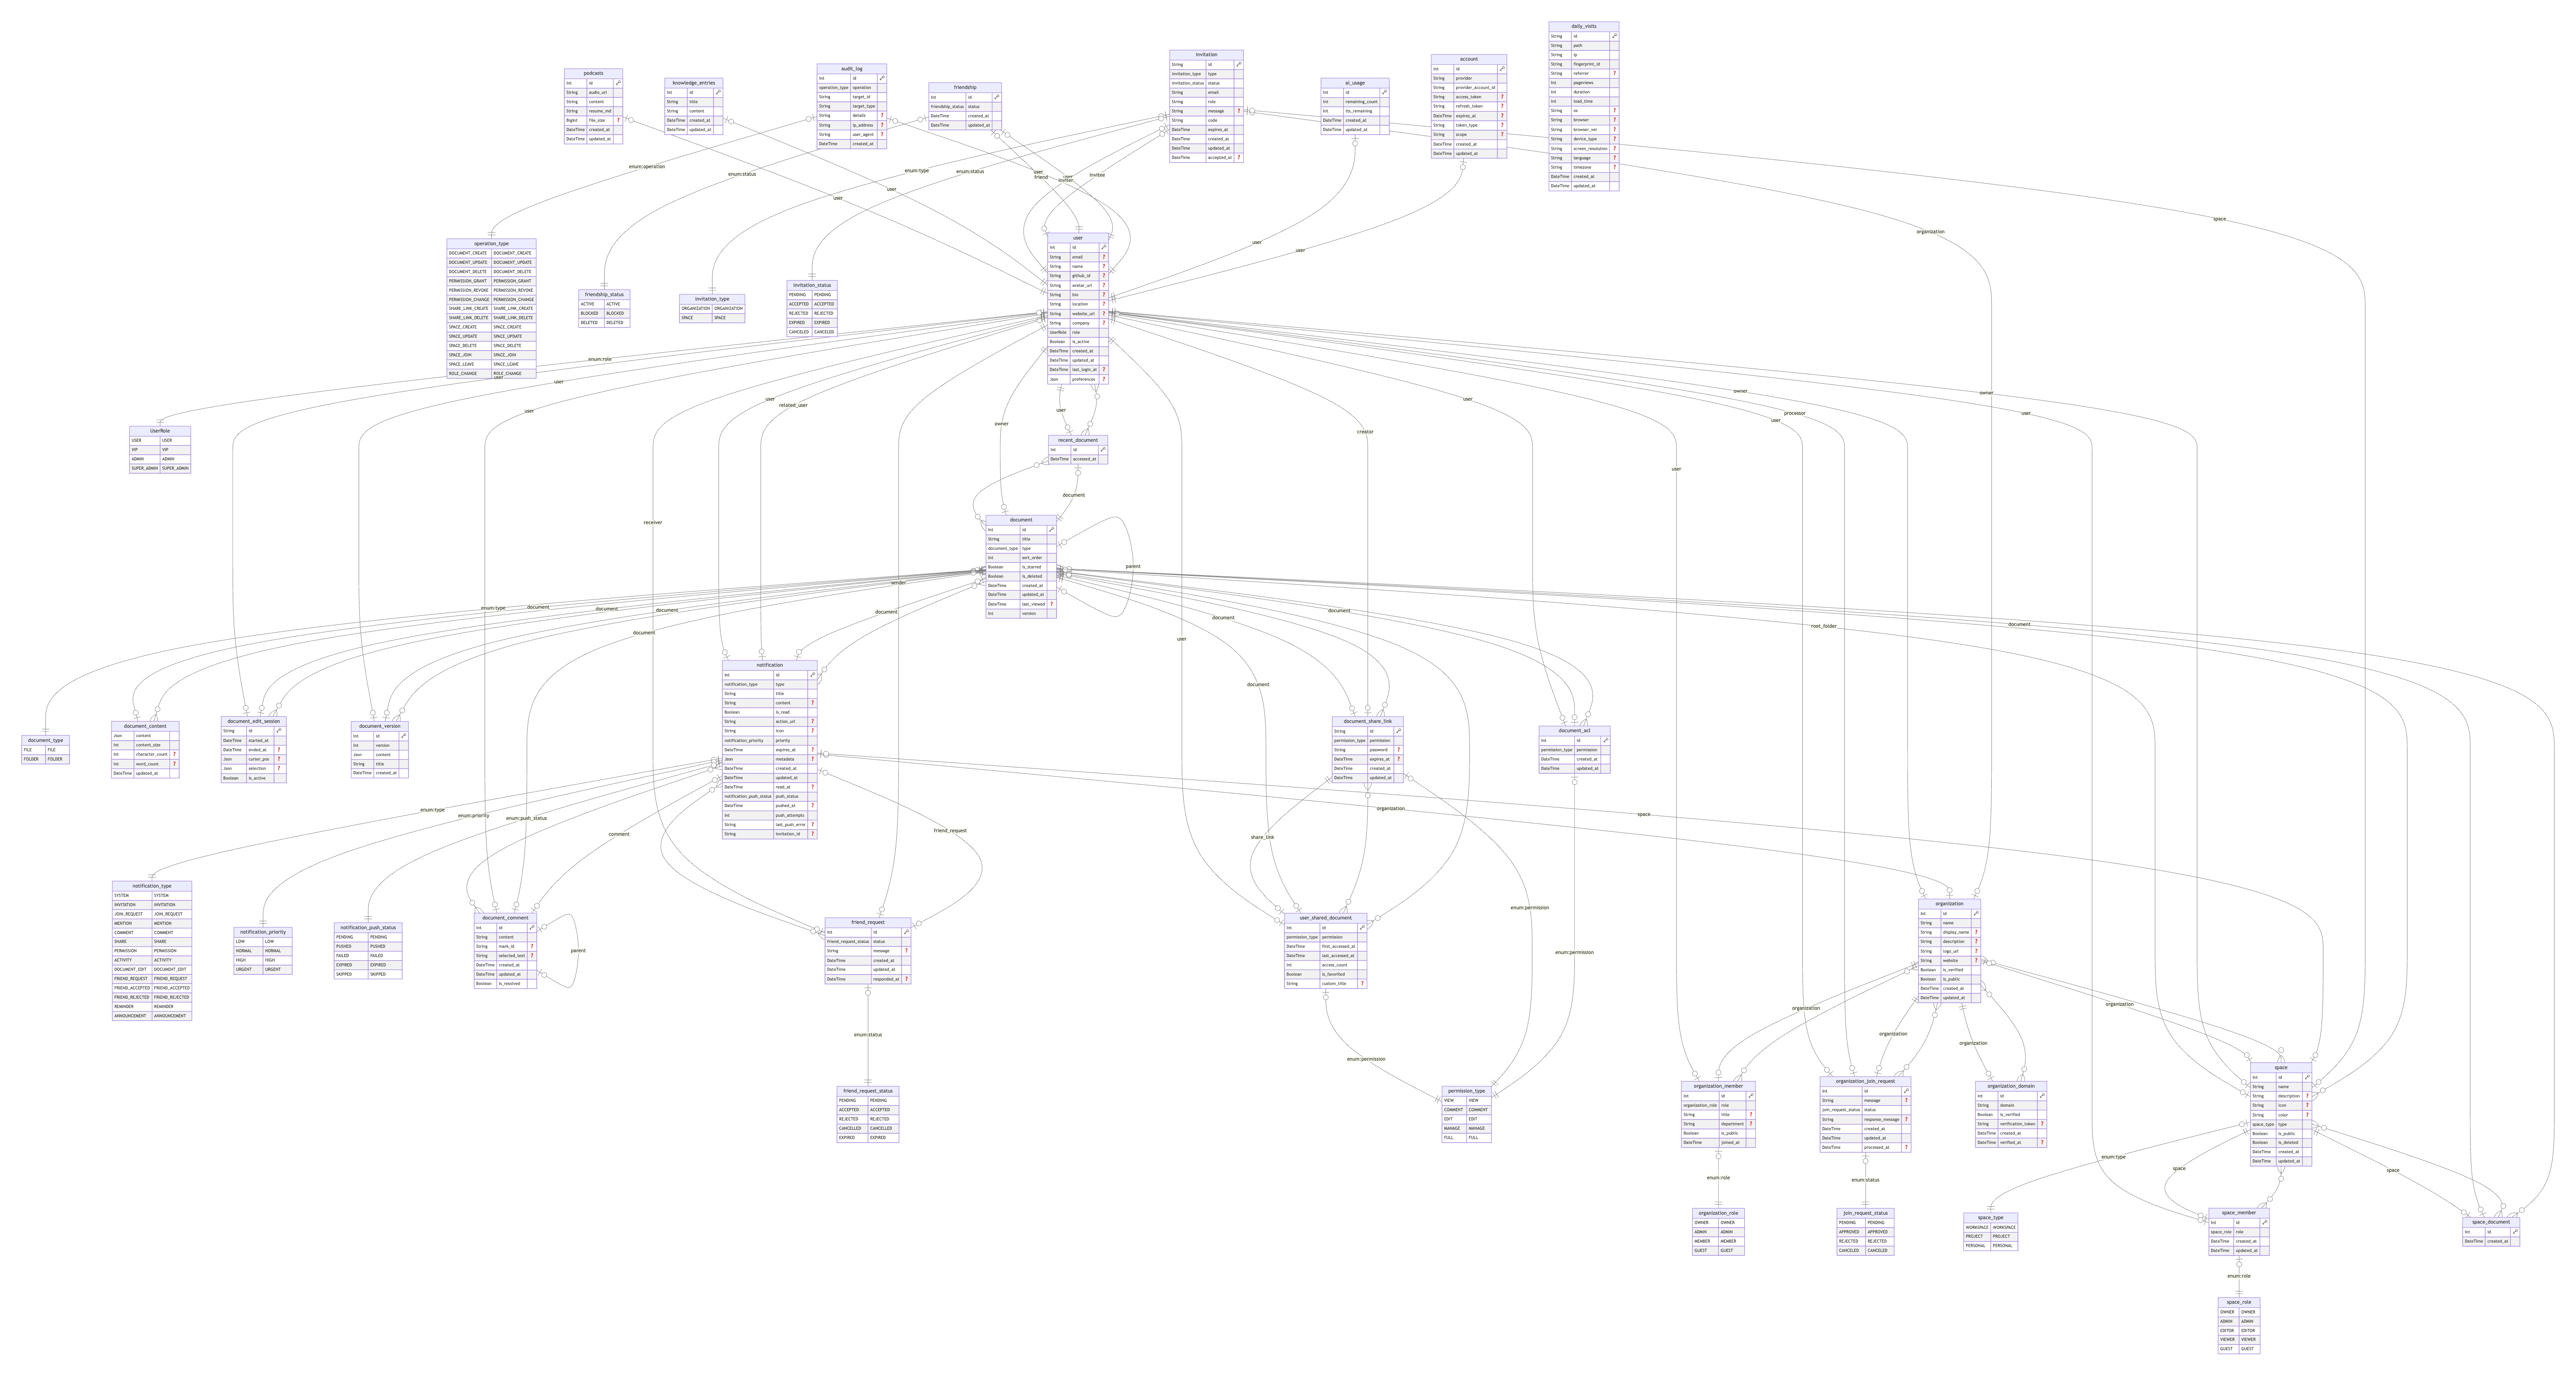 podcasts
Int id
String audio_url
String content
String resume_md
BigInt file_size ?
DateTime created_at
DateTime updated_at
knowledge_entries
Int id
String title
String content
DateTime created_at
DateTime updated_at
audit_log
Int id
operation_type operation
String target_id
String target_type
String details ?
String ip_address ?
String user_agent ?
DateTime created_at
friendship
Int id
friendship_status status
DateTime created_at
DateTime updated_at
invitation
String id
invitation_type type
invitation_status status
String email
String role
String message ?
String code
DateTime expires_at
DateTime created_at
DateTime updated_at
DateTime accepted_at ?
ai_usage
Int id
Int remaining_count
Int tts_remaining
DateTime created_at
DateTime updated_at
account
Int id
String provider
String provider_account_id
String access_token ?
String refresh_token ?
DateTime expires_at ?
String token_type ?
String scope ?
DateTime created_at
DateTime updated_at
daily_visits
String id
String path
String ip
String fingerprint_id
String referrer ?
Int pageviews
Int duration
Int load_time
String os ?
String browser ?
String browser_ver ?
String device_type ?
String screen_resolution ?
String language ?
String timezone ?
DateTime created_at
DateTime updated_at
enum:operation
enum:status
enum:type
enum:status
user
user
user
friend
user
inviter
invitee
user
user
organization
space
operation_type
DOCUMENT_CREATE DOCUMENT_CREATE
DOCUMENT_UPDATE DOCUMENT_UPDATE
DOCUMENT_DELETE DOCUMENT_DELETE
PERMISSION_GRANT PERMISSION_GRANT
PERMISSION_REVOKE PERMISSION_REVOKE
PERMISSION_CHANGE PERMISSION_CHANGE
SHARE_LINK_CREATE SHARE_LINK_CREATE
SHARE_LINK_DELETE SHARE_LINK_DELETE
SPACE_CREATE SPACE_CREATE
SPACE_UPDATE SPACE_UPDATE
SPACE_DELETE SPACE_DELETE
SPACE_JOIN SPACE_JOIN
SPACE_LEAVE SPACE_LEAVE
ROLE_CHANGE ROLE_CHANGE
friendship_status
ACTIVE ACTIVE
BLOCKED BLOCKED
DELETED DELETED
invitation_type
ORGANIZATION ORGANIZATION
SPACE SPACE
invitation_status
PENDING PENDING
ACCEPTED ACCEPTED
REJECTED REJECTED
EXPIRED EXPIRED
CANCELED CANCELED
user
Int id
String email ?
String name ?
String github_id ?
String avatar_url ?
String bio ?
String location ?
String website_url ?
String company ?
UserRole role
Boolean is_active
DateTime created_at
DateTime updated_at
DateTime last_login_at ?
Json preferences ?
enum:role
user
user
user
user
related_user
owner
user
creator
user
user
user
processor
owner
owner
user
UserRole
USER USER
VIP VIP
ADMIN ADMIN
SUPER_ADMIN SUPER_ADMIN
recent_document
Int id
DateTime accessed_at
document
receiver
sender
document
Int id
String title
document_type type
Int sort_order
Boolean is_starred
Boolean is_deleted
DateTime created_at
DateTime updated_at
DateTime last_viewed ?
Int version
parent
enum:type
document
document
document
document
document
document
document
document
root_folder
document
user
document_type
FILE FILE
FOLDER FOLDER
document_content
Json content
Int content_size
Int character_count ?
Int word_count ?
DateTime updated_at
document_edit_session
String id
DateTime started_at
DateTime ended_at ?
Json cursor_pos ?
Json selection ?
Boolean is_active
document_version
Int id
Int version
Json content
String title
DateTime created_at
notification
Int id
notification_type type
String title
String content ?
Boolean is_read
String action_url ?
String icon ?
notification_priority priority
DateTime expires_at ?
Json metadata ?
DateTime created_at
DateTime updated_at
DateTime read_at ?
notification_push_status push_status
DateTime pushed_at ?
Int push_attempts
String last_push_error ?
String invitation_id ?
document_share_link
String id
permission_type permission
String password ?
DateTime expires_at ?
DateTime created_at
DateTime updated_at
document_acl
Int id
permission_type permission
DateTime created_at
DateTime updated_at
enum:type
enum:priority
enum:push_status
comment
friend_request
share_link
enum:permission
enum:permission
organization
space
notification_type
SYSTEM SYSTEM
INVITATION INVITATION
JOIN_REQUEST JOIN_REQUEST
MENTION MENTION
COMMENT COMMENT
SHARE SHARE
PERMISSION PERMISSION
ACTIVITY ACTIVITY
DOCUMENT_EDIT DOCUMENT_EDIT
FRIEND_REQUEST FRIEND_REQUEST
FRIEND_ACCEPTED FRIEND_ACCEPTED
FRIEND_REJECTED FRIEND_REJECTED
REMINDER REMINDER
ANNOUNCEMENT ANNOUNCEMENT
notification_priority
LOW LOW
NORMAL NORMAL
HIGH HIGH
URGENT URGENT
notification_push_status
PENDING PENDING
PUSHED PUSHED
FAILED FAILED
EXPIRED EXPIRED
SKIPPED SKIPPED
document_comment
Int id
String content
String mark_id ?
String selected_text ?
DateTime created_at
DateTime updated_at
Boolean is_resolved
parent
friend_request
Int id
friend_request_status status
String message ?
DateTime created_at
DateTime updated_at
DateTime responded_at ?
enum:status
user_shared_document
Int id
permission_type permission
DateTime first_accessed_at
DateTime last_accessed_at
Int access_count
Boolean is_favorited
String custom_title ?
enum:permission
organization
Int id
String name
String display_name ?
String description ?
String logo_url ?
String website ?
Boolean is_verified
Boolean is_public
DateTime created_at
DateTime updated_at
organization
organization
organization
organization
friend_request_status
PENDING PENDING
ACCEPTED ACCEPTED
REJECTED REJECTED
CANCELLED CANCELLED
EXPIRED EXPIRED
permission_type
VIEW VIEW
COMMENT COMMENT
EDIT EDIT
MANAGE MANAGE
FULL FULL
organization_member
Int id
organization_role role
String title ?
String department ?
Boolean is_public
DateTime joined_at
organization_join_request
Int id
String message ?
join_request_status status
String response_message ?
DateTime created_at
DateTime updated_at
DateTime processed_at ?
organization_domain
Int id
String domain
Boolean is_verified
String verification_token ?
DateTime created_at
DateTime verified_at ?
space
Int id
String name
String description ?
String icon ?
String color ?
space_type type
Boolean is_public
Boolean is_deleted
DateTime created_at
DateTime updated_at
enum:role
enum:status
enum:type
space
space
organization_role
OWNER OWNER
ADMIN ADMIN
MEMBER MEMBER
GUEST GUEST
join_request_status
PENDING PENDING
APPROVED APPROVED
REJECTED REJECTED
CANCELED CANCELED
space_type
WORKSPACE WORKSPACE
PROJECT PROJECT
PERSONAL PERSONAL
space_member
Int id
space_role role
DateTime created_at
DateTime updated_at
space_document
Int id
DateTime created_at
enum:role
space_role
OWNER OWNER
ADMIN ADMIN
EDITOR EDITOR
VIEWER VIEWER
GUEST GUEST